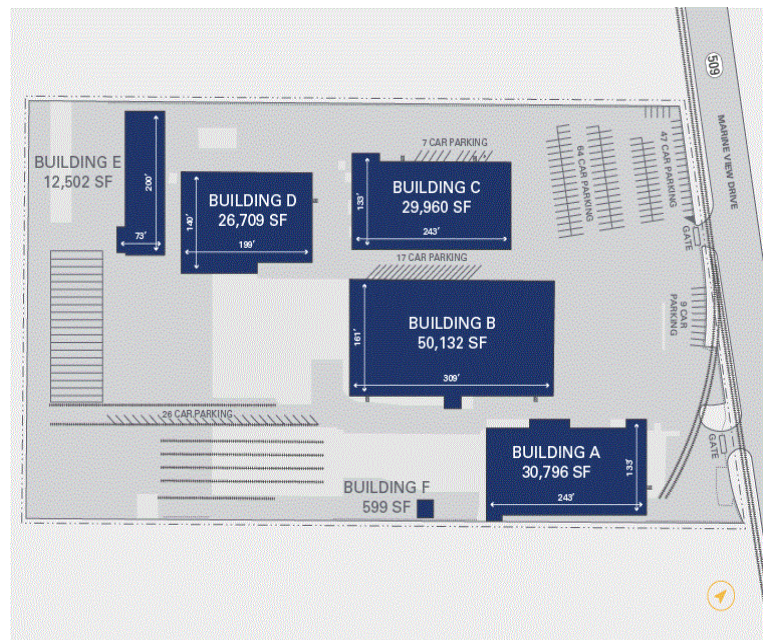 509
MARINE VIEW DRIVE
7 CAR PARKING
64 CAR PARKING
47 CAR PARKING
BUILDING E
12,502 SF
200'
73'
BUILDING D
26,709 SF
140'
199'
BUILDING C
29,960 SF
133'
243'
GATE
17 CAR PARKING
BUILDING B
50,132 SF
161'
309'
9 CAR
PARKING
26 CAR PARKING
GATE
BUILDING A
30,796 SF
133'
243'
BUILDING F
599 SF